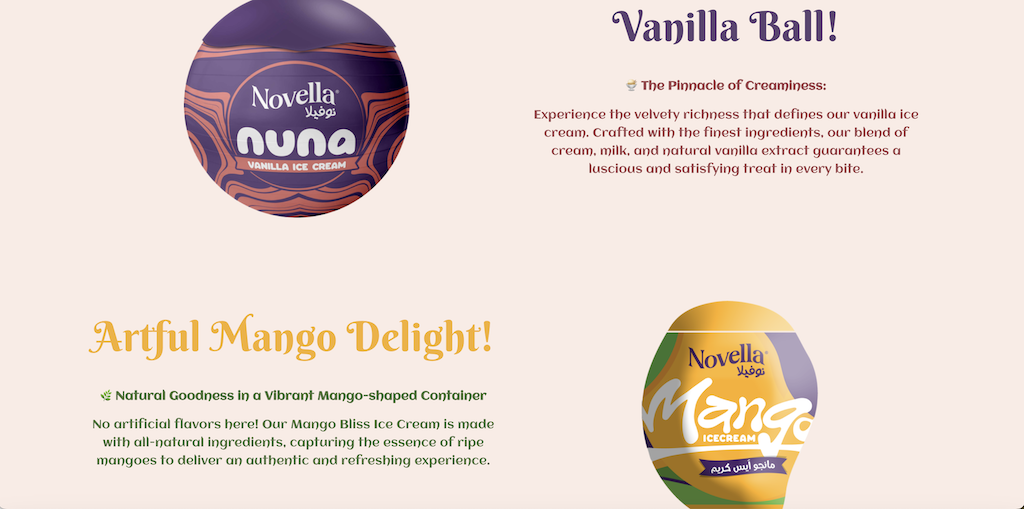 Vanilla Ball!
Novella®
نوفيلا
nuna
VANILLA ICE CREAM
🍨 The Pinnacle of Creaminess:
Experience the velvety richness that defines our vanilla ice
cream. Crafted with the finest ingredients, our blend of
cream, milk, and natural vanilla extract guarantees a
luscious and satisfying treat in every bite.
Artful Mango Delight!
🌿 Natural Goodness in a Vibrant Mango-shaped Container
No artificial flavors here! Our Mango Bliss Ice Cream is made
with all-natural ingredients, capturing the essence of ripe
mangoes to deliver an authentic and refreshing experience.
Novella®
نوفيلا
Mango
ICECREAM
مانجو آيس كريم